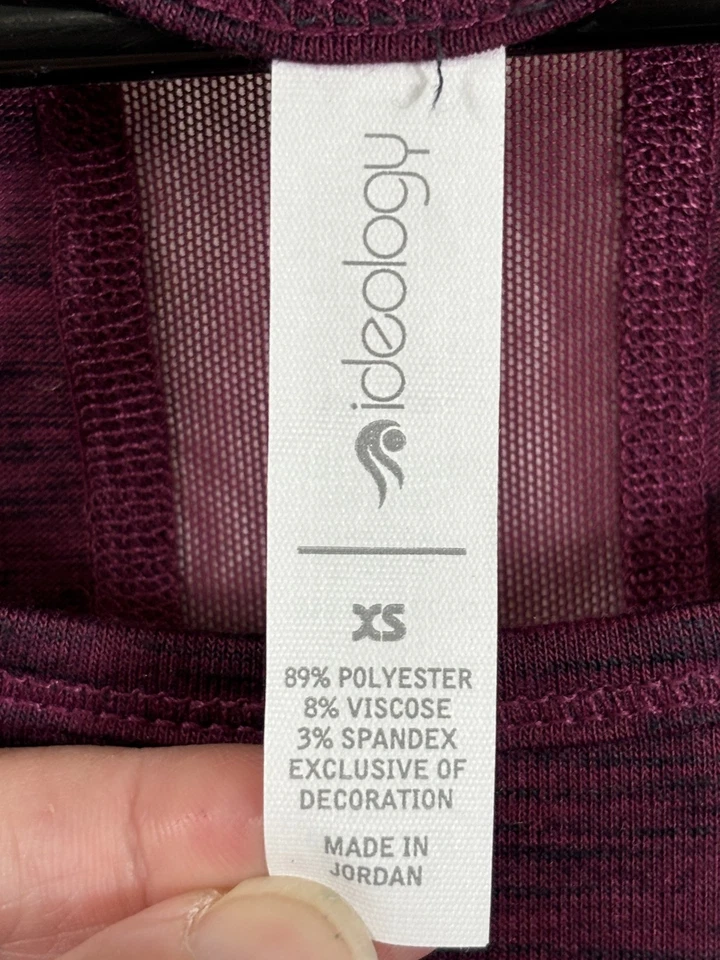 ideology
XS
89% POLYESTER
8% VISCOSE
3% SPANDEX
EXCLUSIVE OF
DECORATION
MADE IN
JORDAN